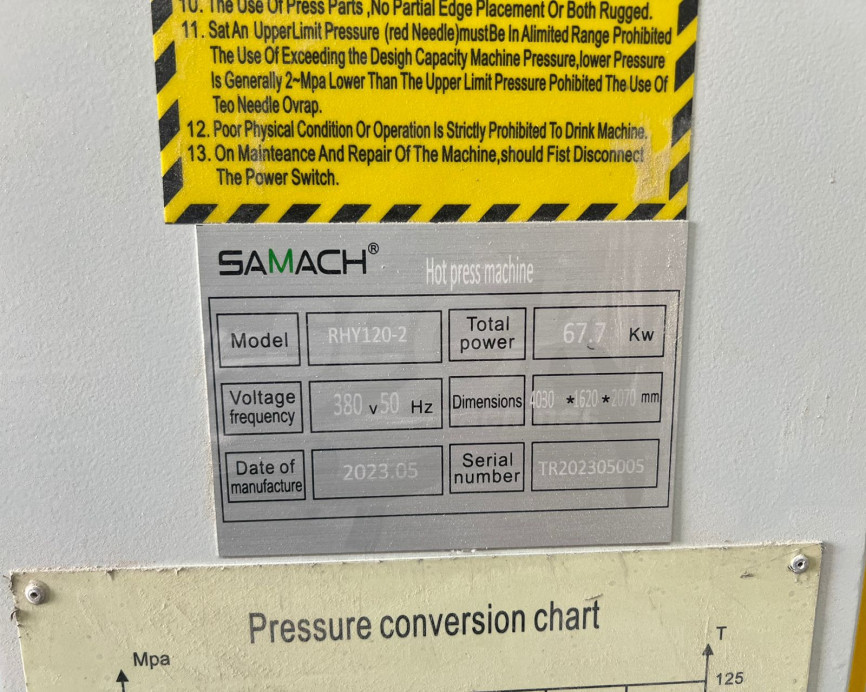 10. The Use Of Press Parts ,No Partial Edge Placement Or Both Rugged.
11. Sat An UpperLimit Pressure (red Needle)mustBe In Alimited Range Prohibited
The Use Of Exceeding the Desigh Capacity Machine Pressure,lower Pressure
Is Generally 2~Mpa Lower Than The Upper Limit Pressure Pohibited The Use Of
Teo Needle Ovrap.
12. Poor Physical Condition Or Operation Is Strictly Prohibited To Drink Machine.
13. On Mainteance And Repair Of The Machine,should Fist Disconnect
The Power Switch.
SAMACH®
Hot press machine
Model RHY120-2 Total power 67.7 Kw
Voltage frequency 380 v 50 Hz Dimensions 4030 *1620 * 2070 mm
Date of manufacture 2023.05 Serial number TR202305005
Pressure conversion chart
Mpa T
125